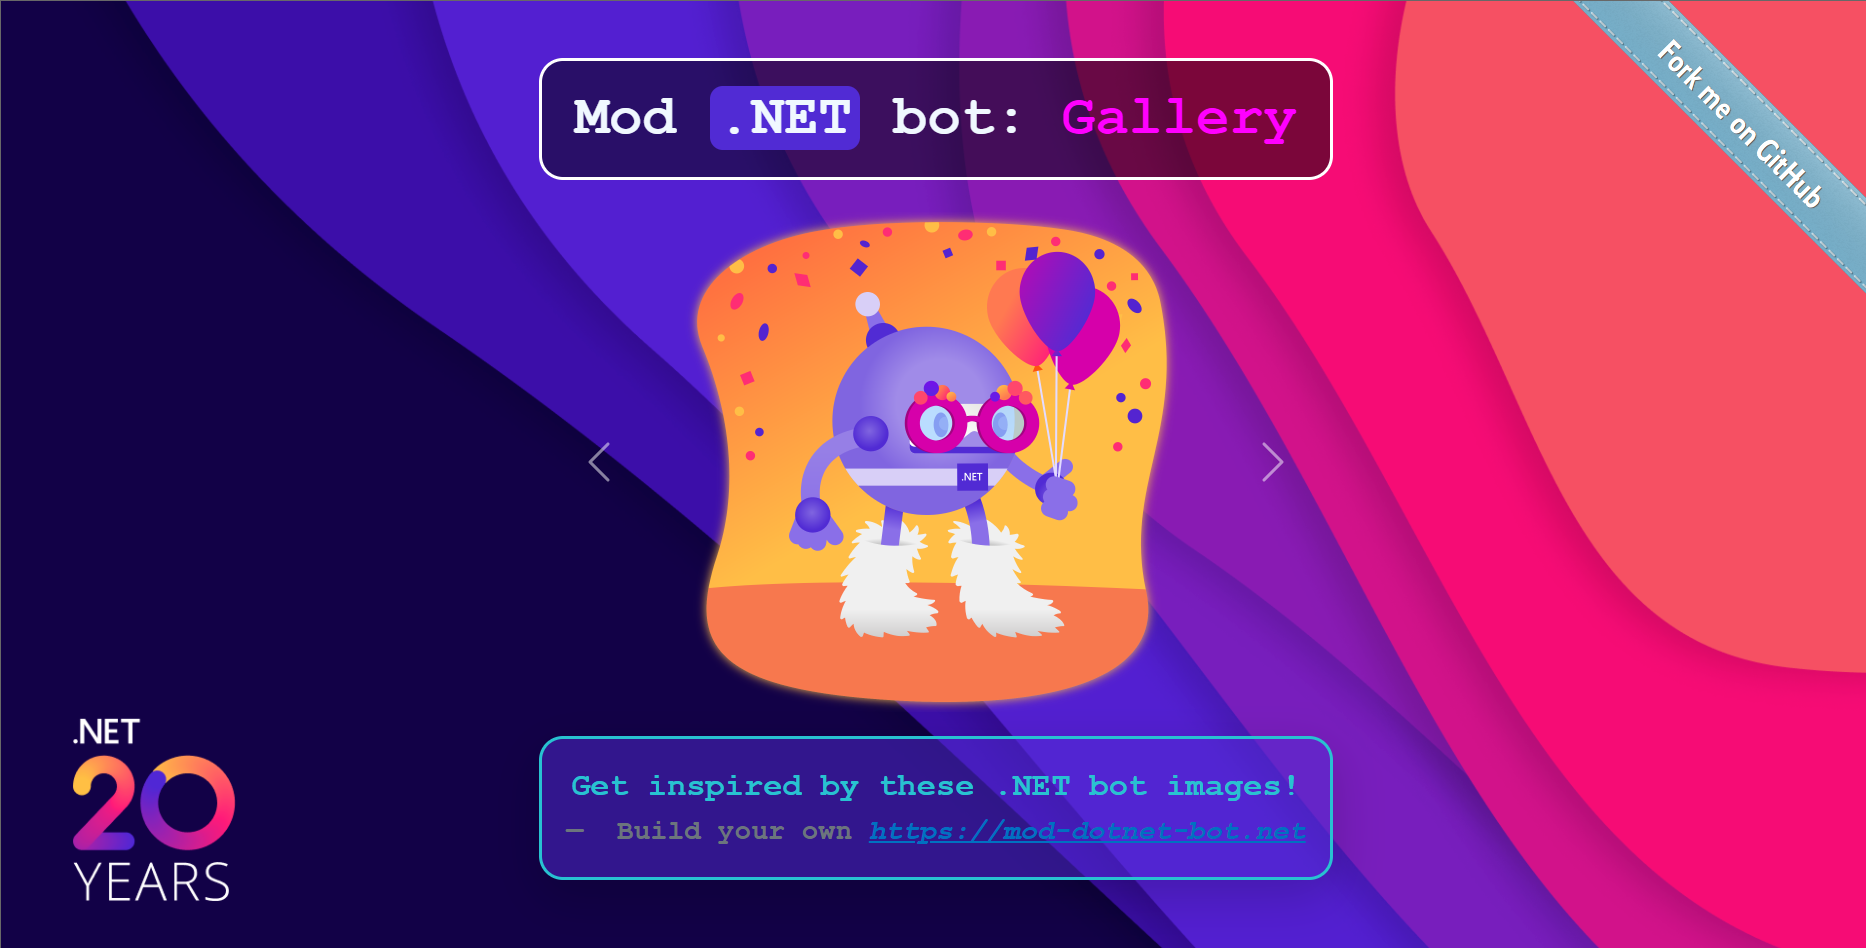 Mod .NET bot: Gallery
Fork me on GitHub
.NET
.NET
20
YEARS
Get inspired by these .NET bot images!
— Build your own https://mod-dotnet-bot.net